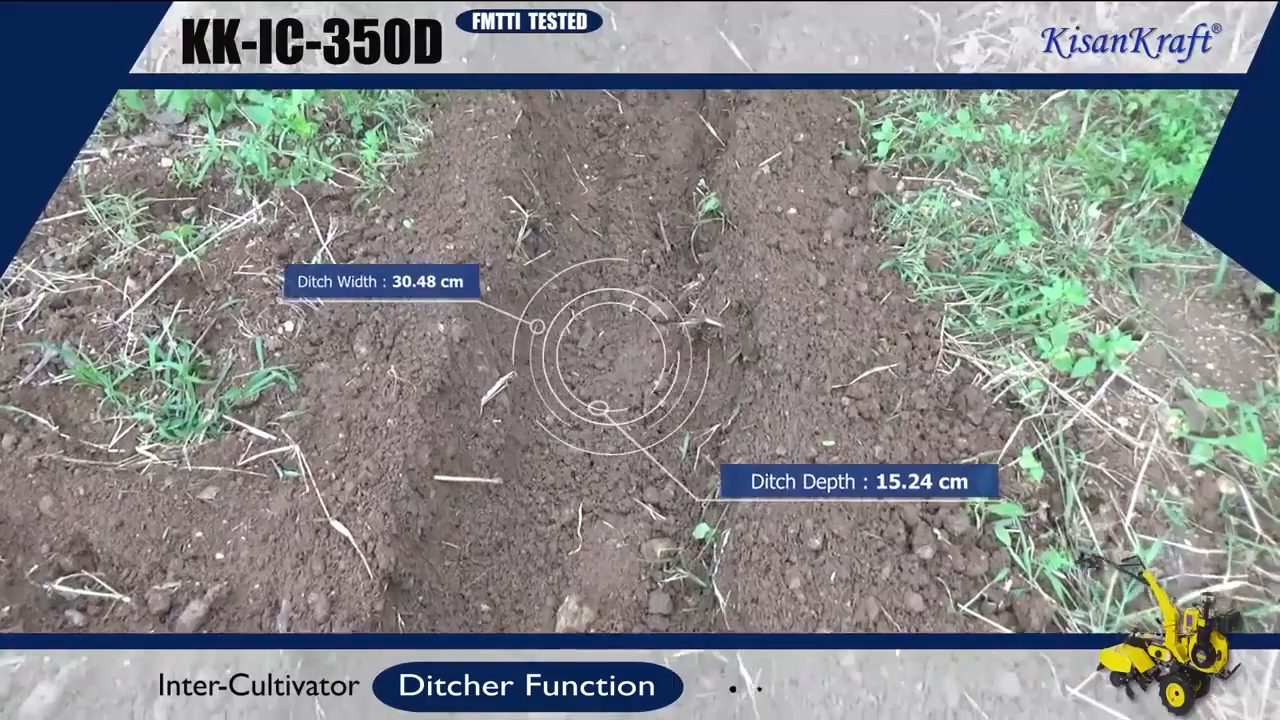 KK-IC-350D
FMTTI TESTED
KisanKraft®
Ditch Width : 30.48 cm
Ditch Depth : 15.24 cm
Inter-Cultivator
Ditcher Function